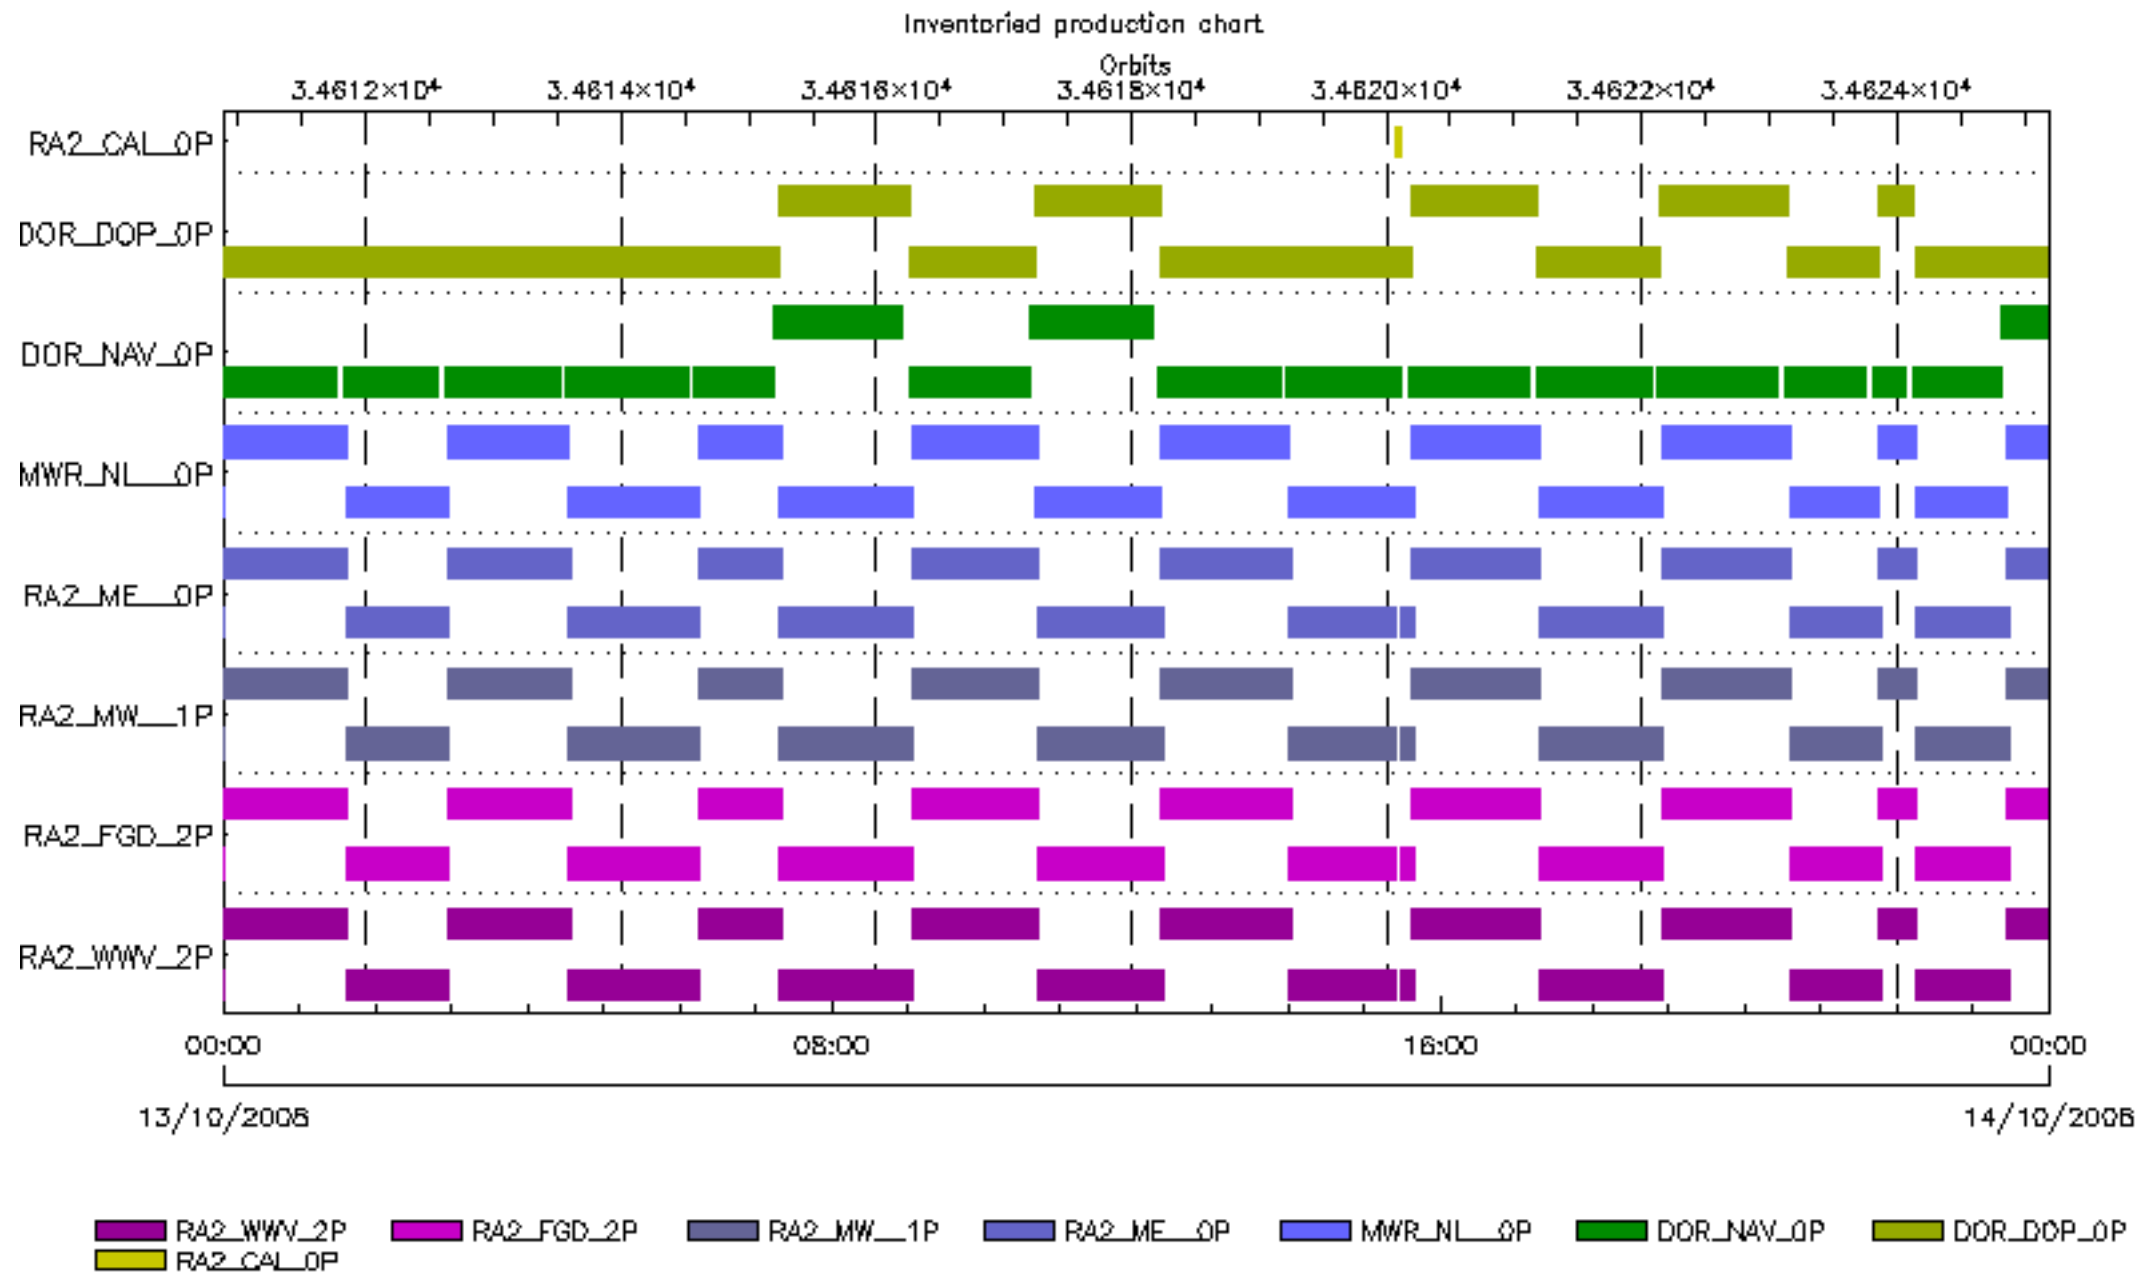 Inventoried production chart
Orbits
3.4612×10⁴ 3.4614×10⁴ 3.4616×10⁴ 3.4618×10⁴ 3.4620×10⁴ 3.4622×10⁴ 3.4624×10⁴
RA2_CAL_0P
DOR_DOP_0P
DOR_NAV_0P
MWR_NL__0P
RA2_ME__0P
RA2_MW__1P
RA2_FGD_2P
RA2_WWV_2P
00:00 08:00 16:00 00:00
13/10/2008 14/10/2008
RA2_WWV_2P RA2_FGD_2P RA2_MW__1P RA2_ME__0P MWR_NL__0P DOR_NAV_0P DOR_DOP_0P
RA2_CAL_0P